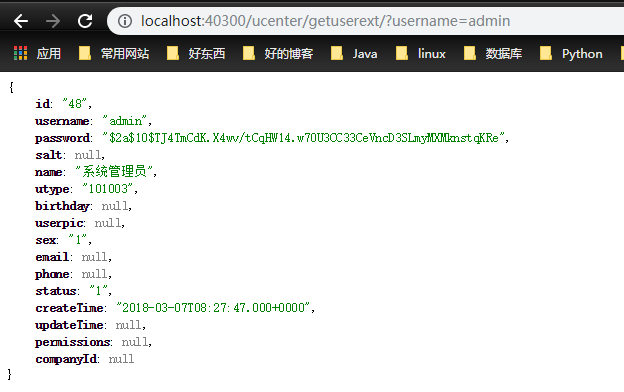 localhost:40300/ucenter/getuserext/?username=admin
应用 常用网站 好东西 好的博客 Java linux 数据库 Python
{
id: "48",
username: "admin",
password: "$2a$10$TJ4TmCdK.X4wv/tCqHW14.w70U3CC33CeVncD3SLmyMXMknstqKRe",
salt: null,
name: "系统管理员",
utype: "101003",
birthday: null,
userpic: null,
sex: "1",
email: null,
phone: null,
status: "1",
createTime: "2018-03-07T08:27:47.000+0000",
updateTime: null,
permissions: null,
companyId: null
}